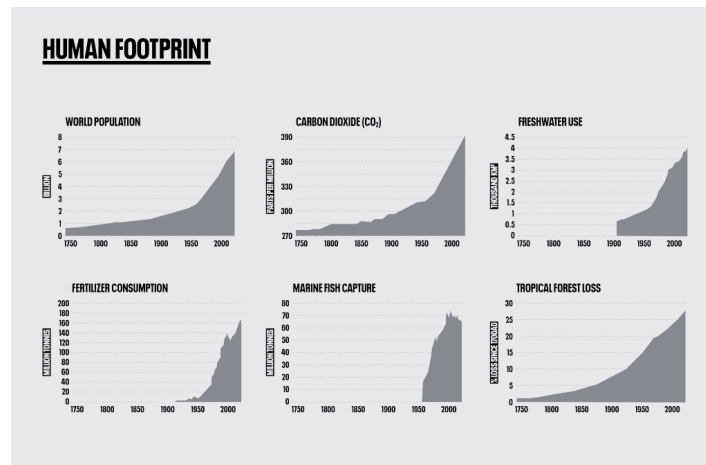 HUMAN FOOTPRINT
WORLD POPULATION
8
7
6
5
4
3
2
1
0
BILLION
1750 1800 1850 1900 1950 2000
CARBON DIOXIDE (CO₂)
390
360
330
300
270
PARTS PER MILLION
1750 1800 1850 1900 1950 2000
FRESHWATER USE
4.5
4
3.5
3
2.5
2
1.5
1
0.5
0
THOUSAND KM³
1750 1800 1850 1900 1950 2000
FERTILIZER CONSUMPTION
200
180
160
140
120
100
80
60
40
20
0
MILLION TONNES
1750 1800 1850 1900 1950 2000
MARINE FISH CAPTURE
80
70
60
50
40
30
20
10
0
MILLION TONNES
1750 1800 1850 1900 1950 2000
TROPICAL FOREST LOSS
30
25
20
15
10
5
0
% LOSS SINCE 1700AD
1750 1800 1850 1900 1950 2000